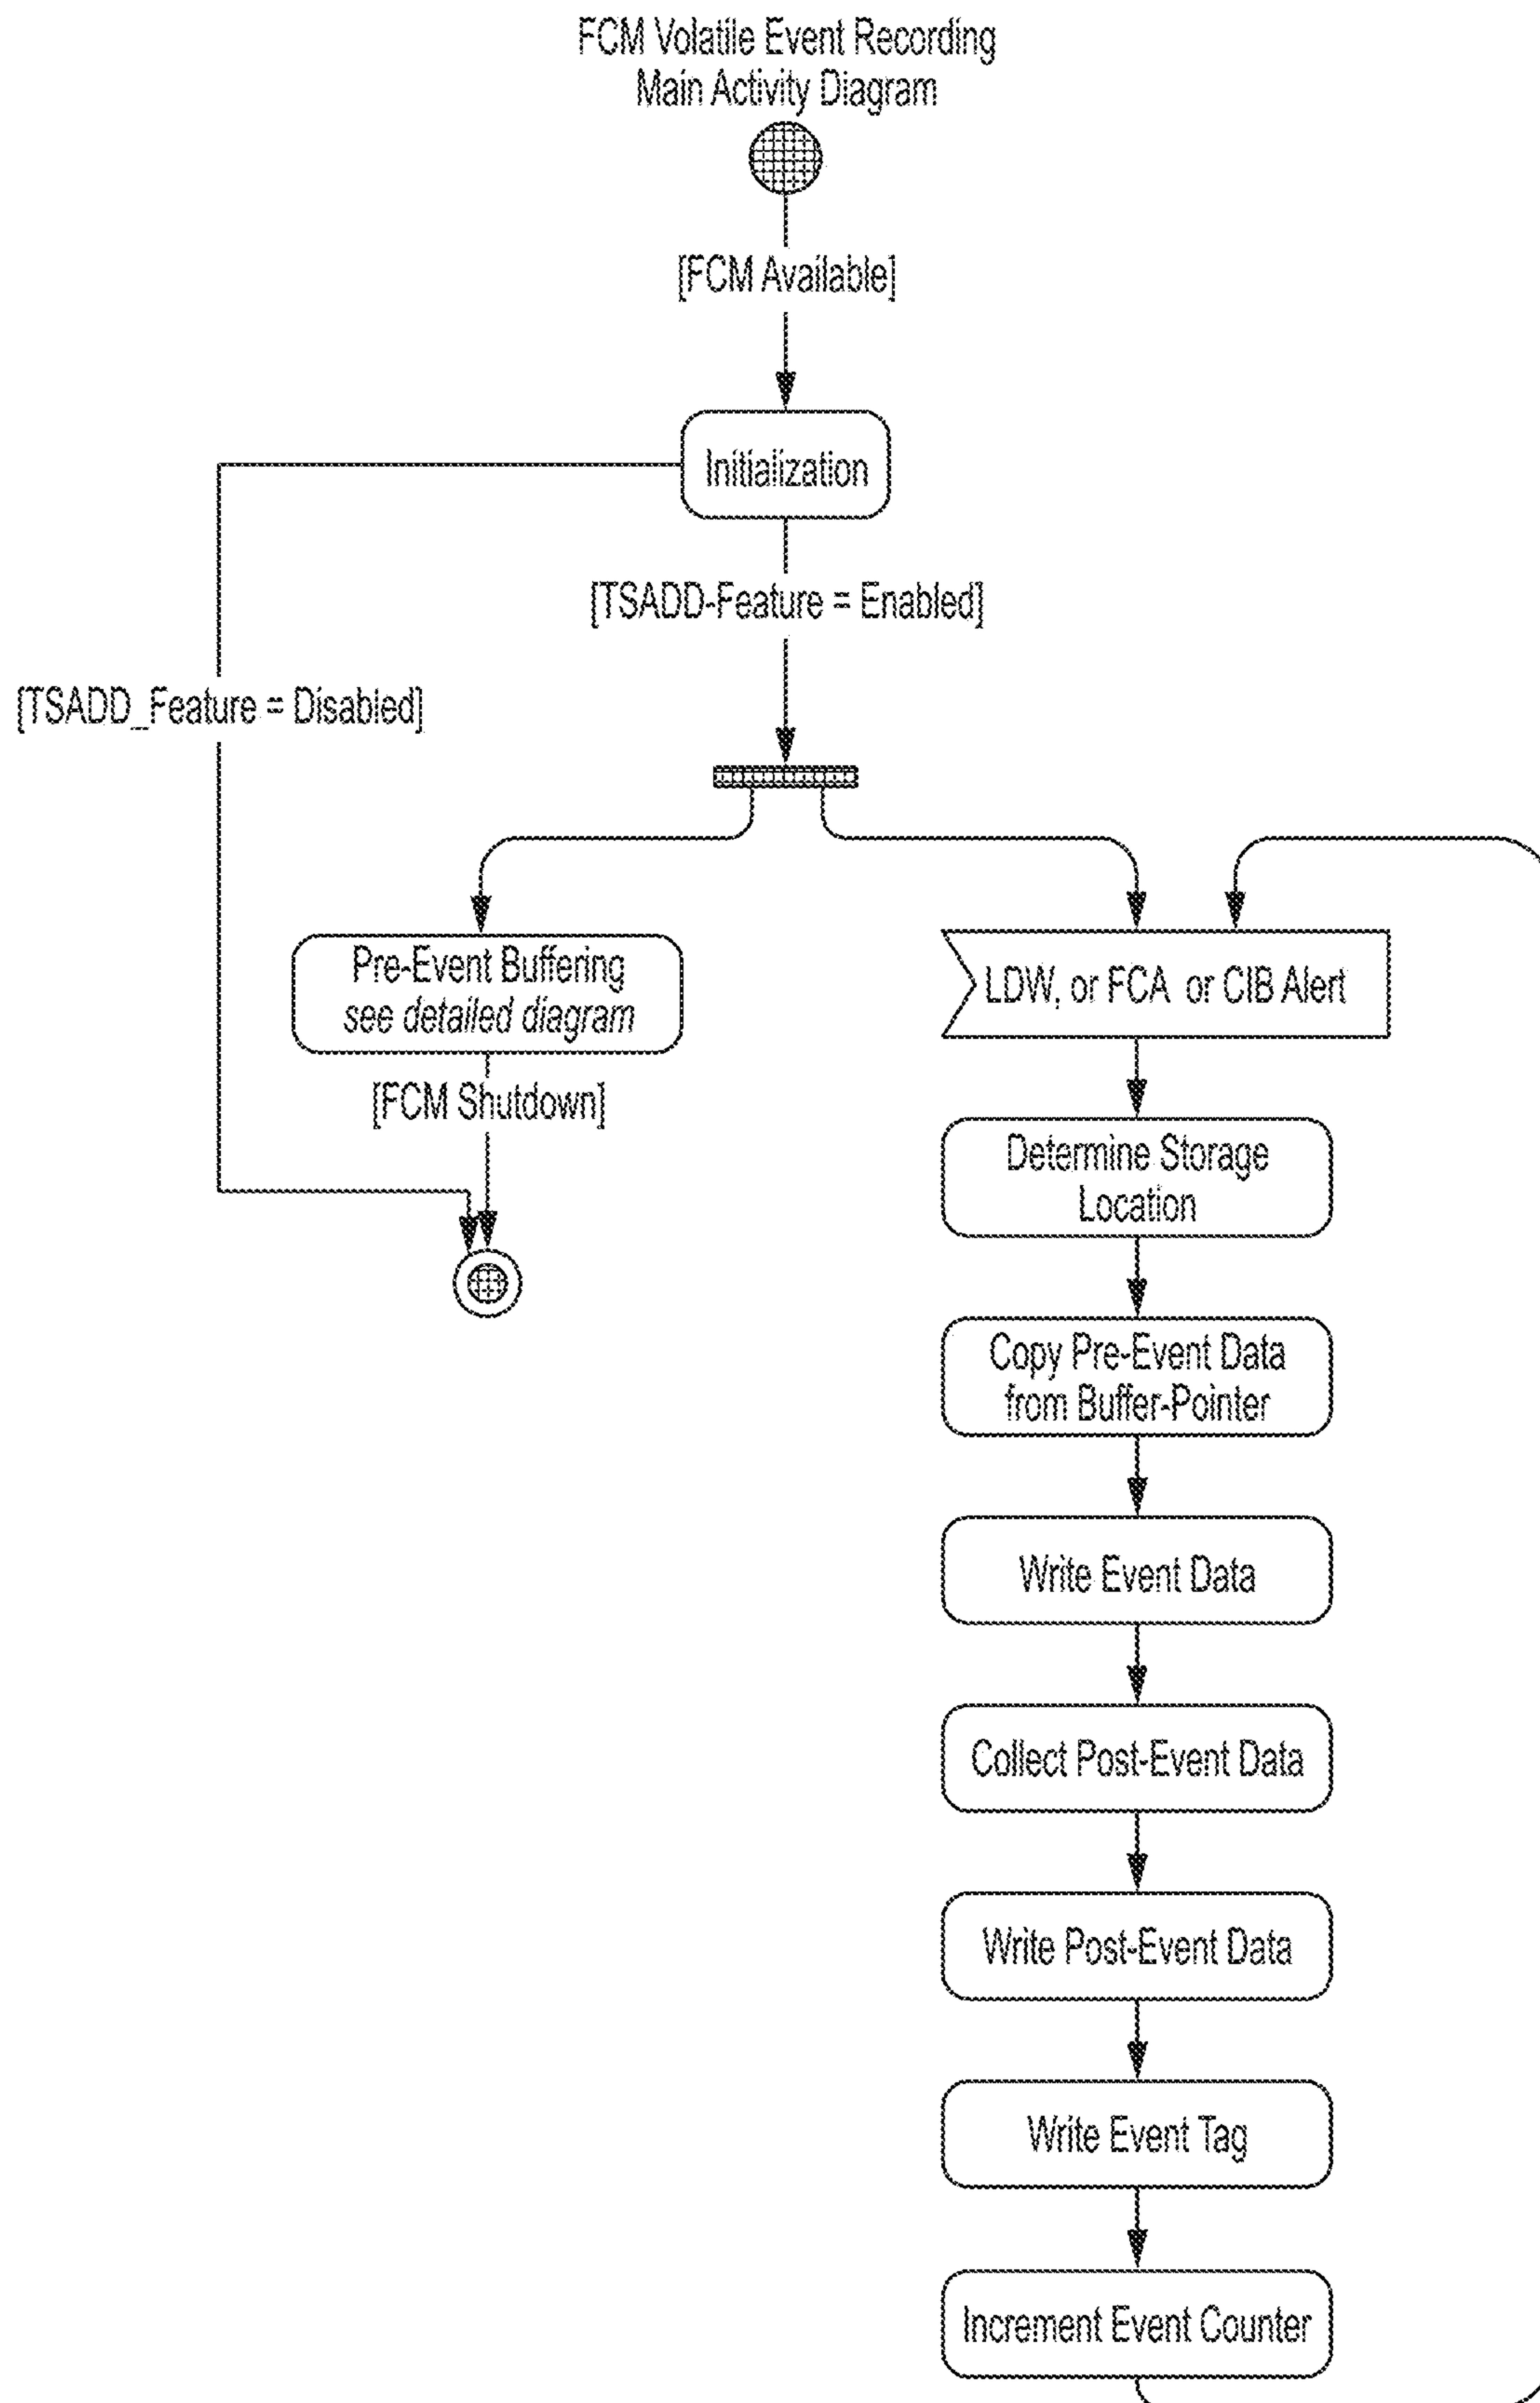 FCM Volatile Event Recording
Main Activity Diagram
[FCM Available]
Initialization
[TSADD-Feature = Enabled]
[TSADD_Feature = Disabled]
Pre-Event Buffering
see detailed diagram
[FCM Shutdown]
LDW, or FCA or CIB Alert
Determine Storage
Location
Copy Pre-Event Data
from Buffer-Pointer
Write Event Data
Collect Post-Event Data
Write Post-Event Data
Write Event Tag
Increment Event Counter